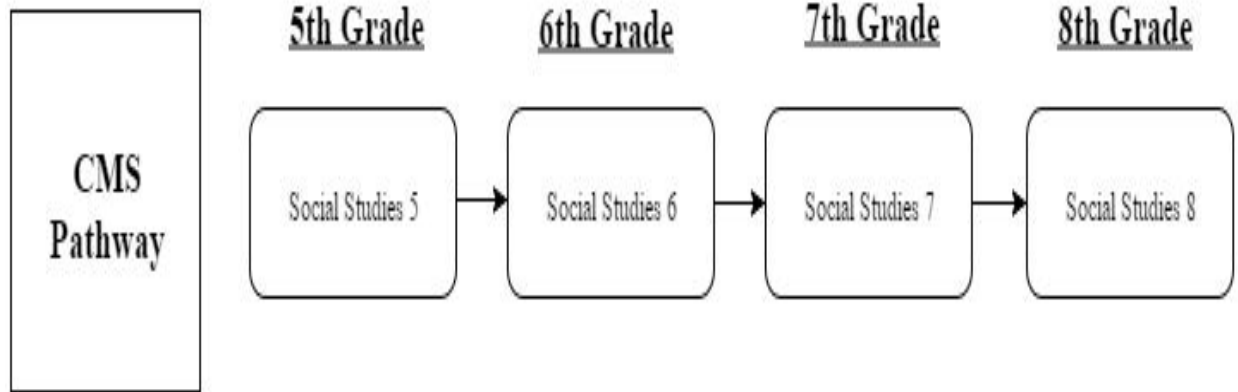 5th Grade
6th Grade
7th Grade
8th Grade
CMS
Pathway
Social Studies 5
Social Studies 6
Social Studies 7
Social Studies 8